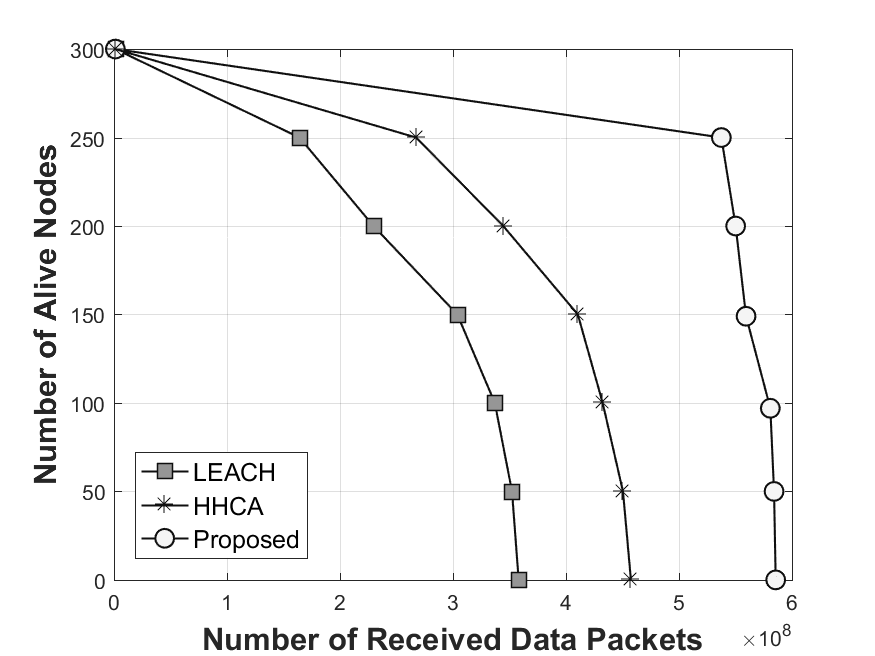 300
250
200
150
100
50
0
Number of Alive Nodes
LEACH
HHCA
Proposed
0 1 2 3 4 5 6
×10^8
Number of Received Data Packets